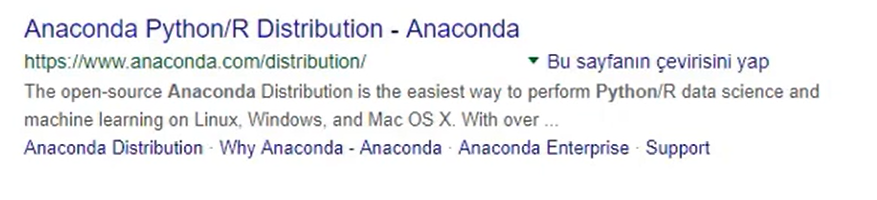 Anaconda Python/R Distribution - Anaconda
https://www.anaconda.com/distribution/ Bu sayfanın çevirisini yap
The open-source Anaconda Distribution is the easiest way to perform Python/R data science and
machine learning on Linux, Windows, and Mac OS X. With over ...
Anaconda Distribution · Why Anaconda - Anaconda · Anaconda Enterprise · Support